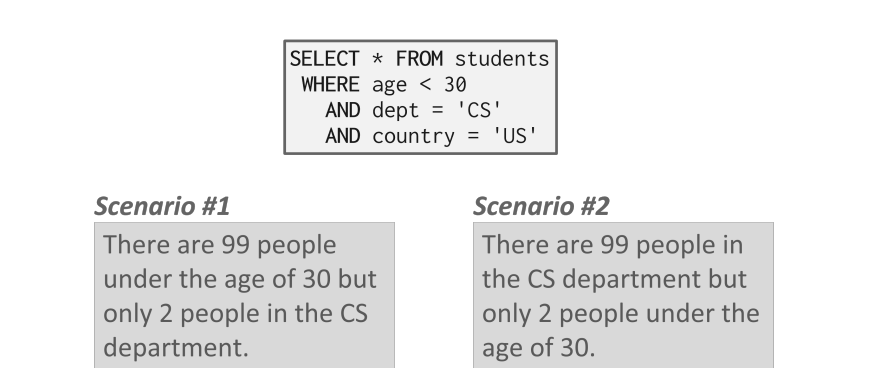 SELECT * FROM students
WHERE age < 30
AND dept = 'CS'
AND country = 'US'
Scenario #1
There are 99 people
under the age of 30 but
only 2 people in the CS
department.
Scenario #2
There are 99 people in
the CS department but
only 2 people under the
age of 30.